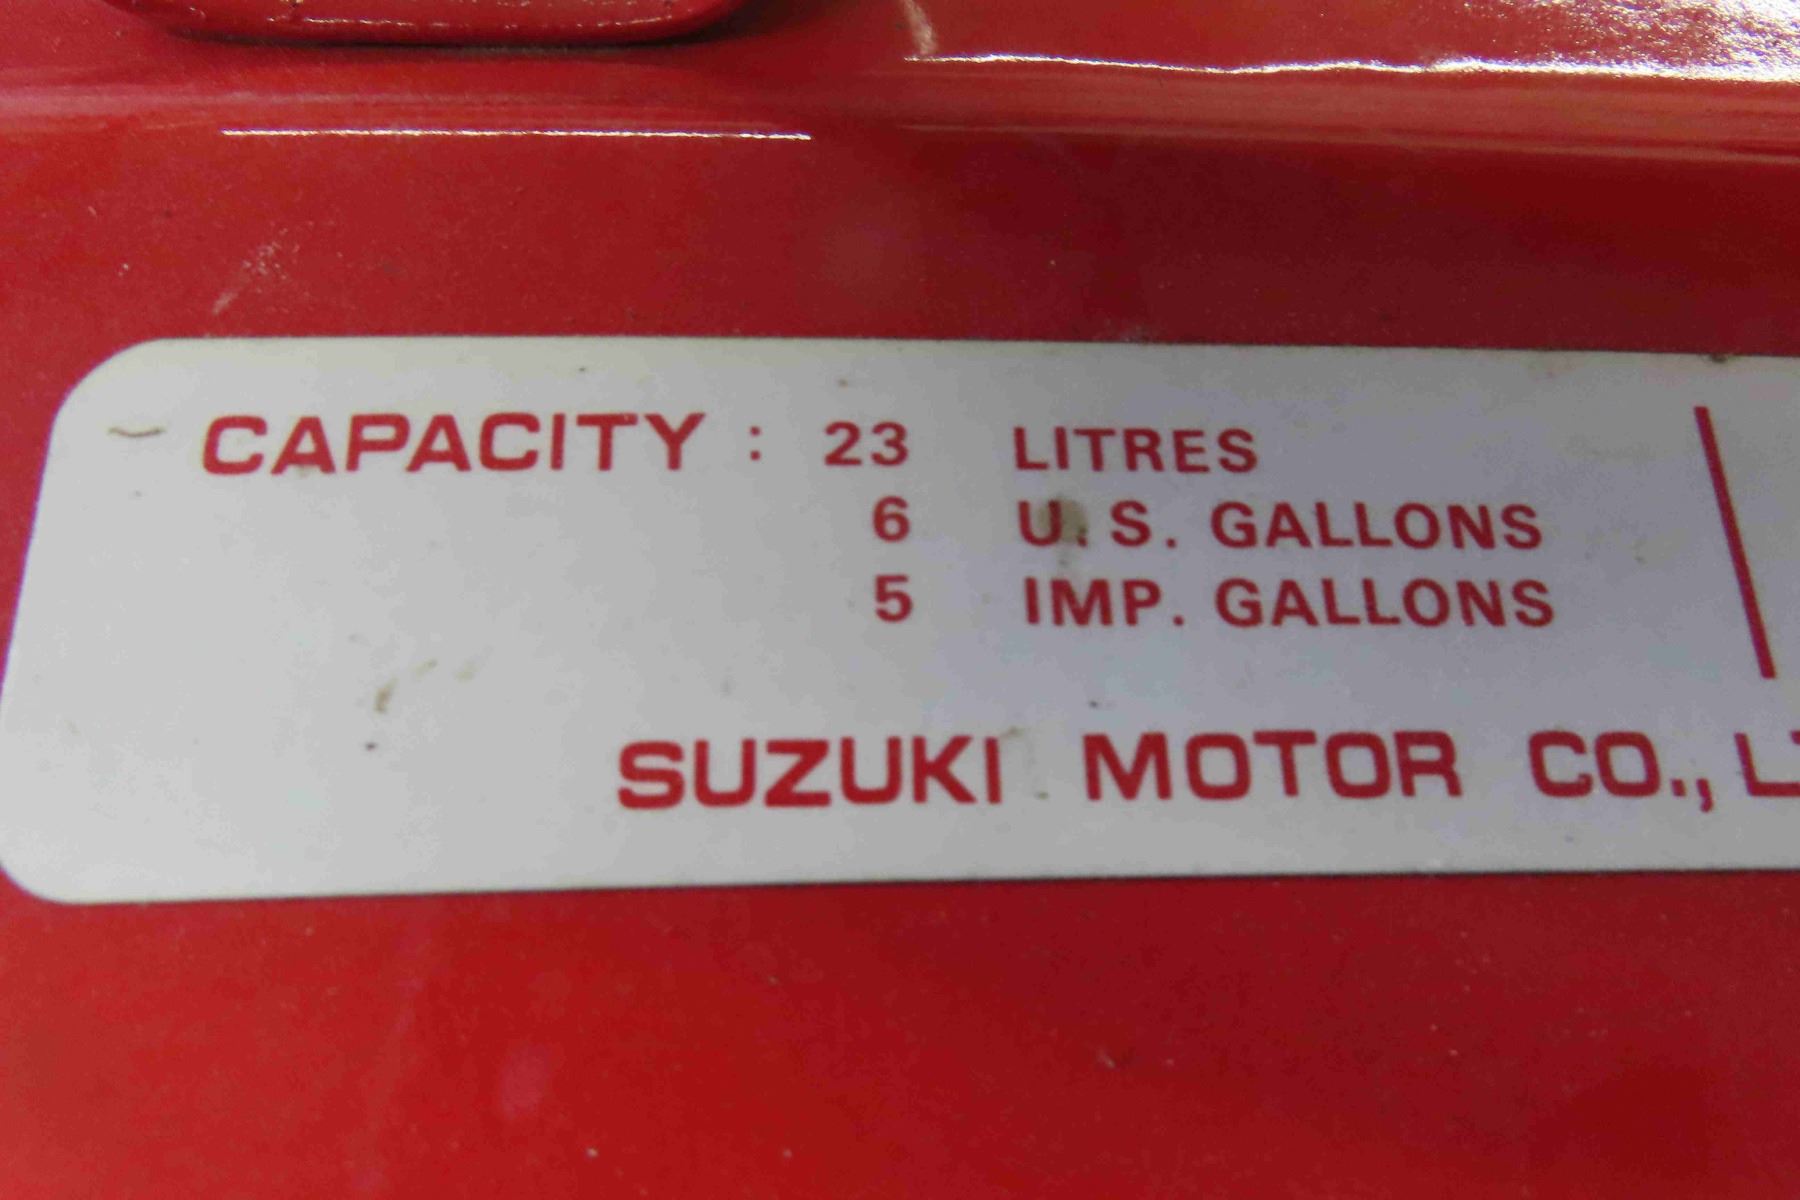 CAPACITY : 23 LITRES
6 U.S. GALLONS
5 IMP. GALLONS
SUZUKI MOTOR CO.,